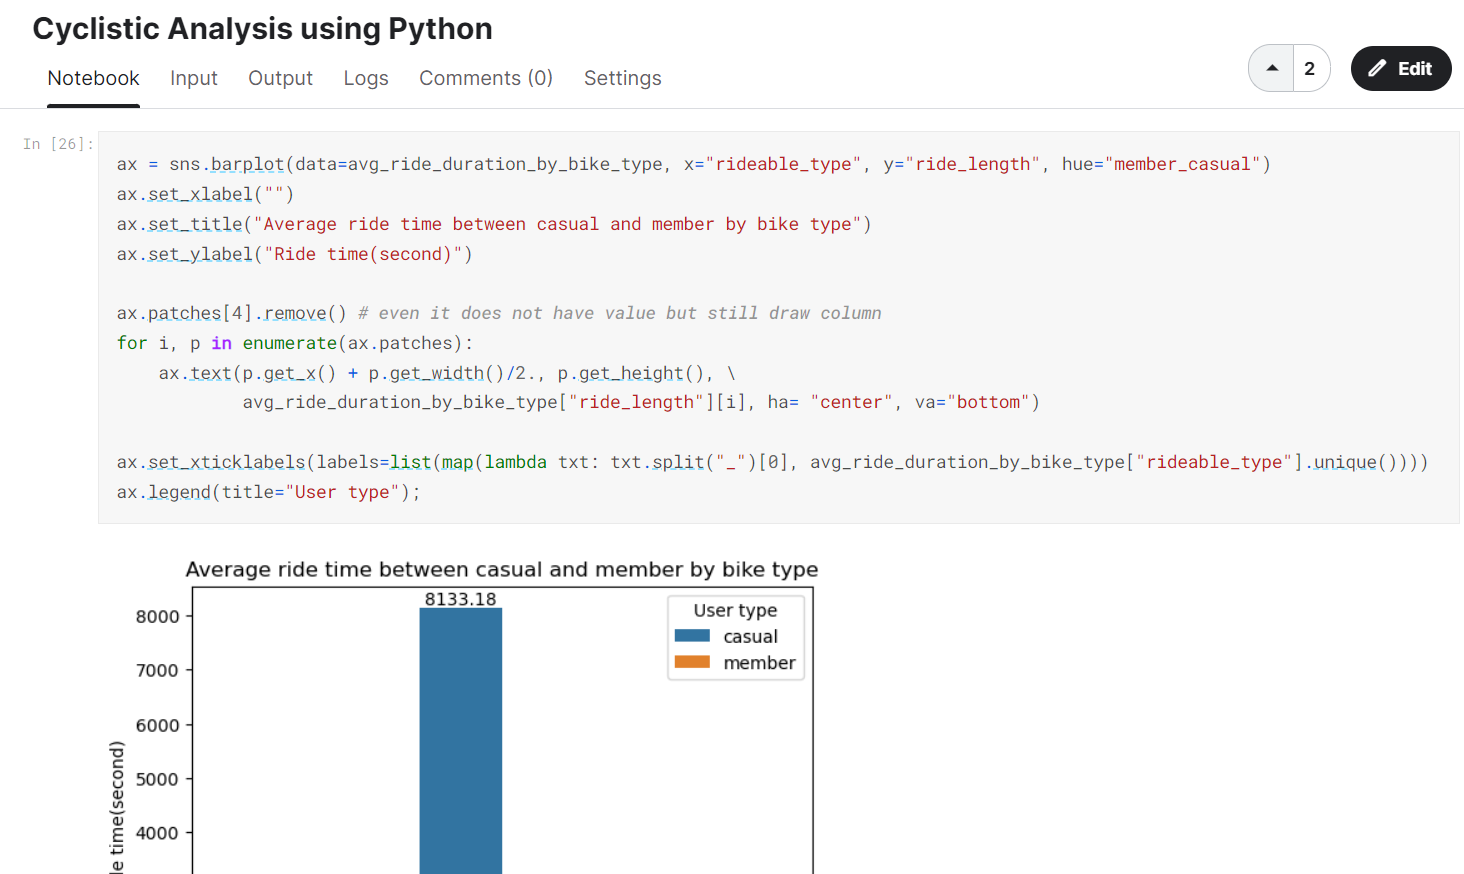 Cyclistic Analysis using Python
Notebook Input Output Logs Comments (0) Settings
2
Edit
In [26]:
ax = sns.barplot(data=avg_ride_duration_by_bike_type, x="rideable_type", y="ride_length", hue="member_casual")
ax.set_xlabel("")
ax.set_title("Average ride time between casual and member by bike type")
ax.set_ylabel("Ride time(second)")
ax.patches[4].remove() # even it does not have value but still draw column
for i, p in enumerate(ax.patches):
ax.text(p.get_x() + p.get_width()/2., p.get_height(), \
avg_ride_duration_by_bike_type["ride_length"][i], ha= "center", va="bottom")
ax.set_xticklabels(labels=list(map(lambda txt: txt.split("_")[0], avg_ride_duration_by_bike_type["rideable_type"].unique())))
ax.legend(title="User type");
Average ride time between casual and member by bike type
8133.18
User type
casual
member
8000
7000
6000
5000
4000
time(second)